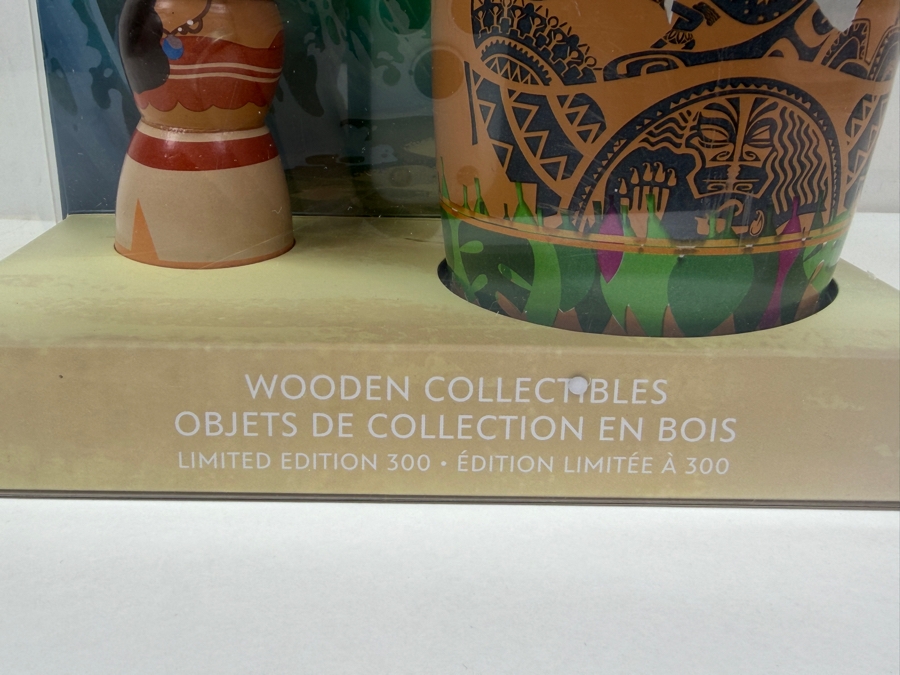 WOODEN COLLECTIBLES
OBJETS DE COLLECTION EN BOIS
LIMITED EDITION 300 • ÉDITION LIMITÉE À 300